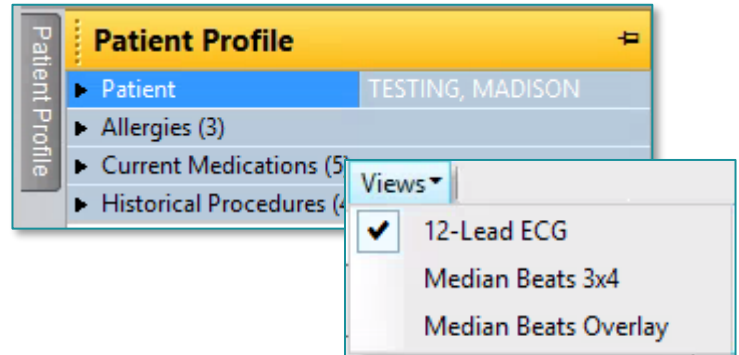 Patient Profile
Patient Profile
Patient TESTING, MADISON
Allergies (3)
Current Medications (5)
Historical Procedures (
Views
12-Lead ECG
Median Beats 3x4
Median Beats Overlay